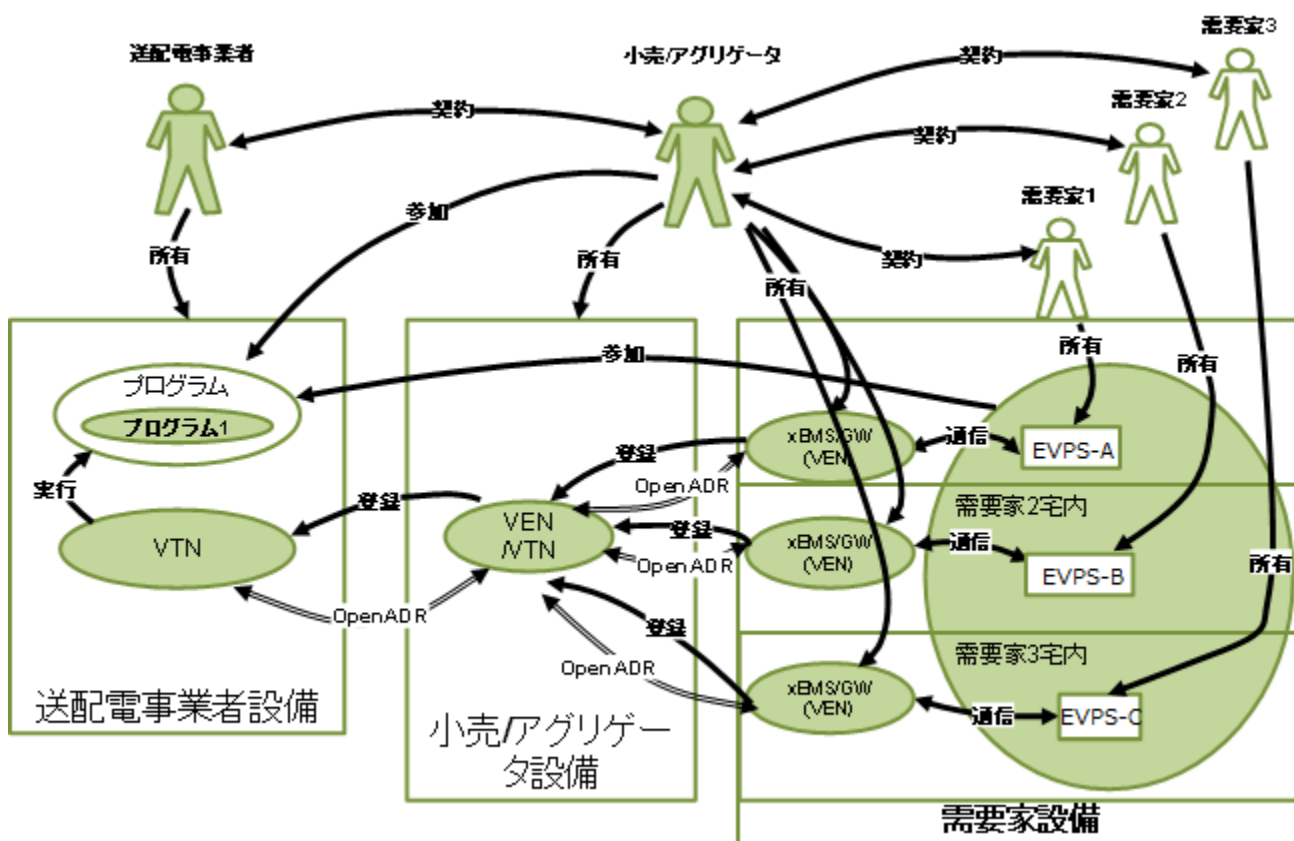 需要家3
送配電事業者
小売/アグリゲータ
契約
契約
需要家2
契約
参加
需要家1
契約
所有
所有
所有
参加
所有
所有
プログラム
プログラム1
xEMS/GW
(VEN)
通信
EVPS-A
登録
OpenADR
実行
登録
需要家2宅内
VTN
VEN
/VTN
登録
xEMS/GW
(VEN)
通信
OpenADR
EVPS-B
所有
OpenADR
登録
需要家3宅内
OpenADR
xEMS/GW
(VEN)
通信
EVPS-C
送配電事業者設備
小売/アグリゲー
タ設備
需要家設備